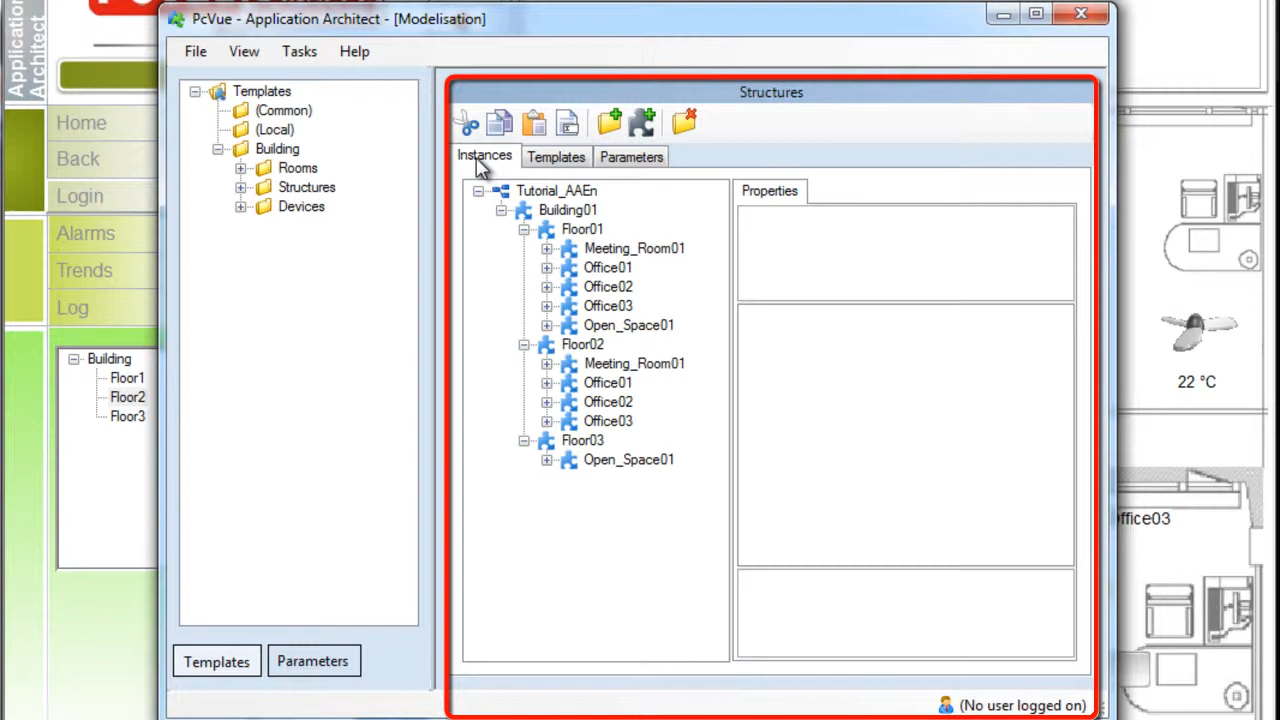 Application Architect
PcVue - Application Architect - [Modelisation]
File View Tasks Help
Home
Back
Login
Alarms
Trends
Log
Building
Floor1
Floor2
Floor3
Templates
(Common)
(Local)
Building
Rooms
Structures
Devices
Templates Parameters
Structures
Instances Templates Parameters
Tutorial_AAEn
Building01
Floor01
Meeting_Room01
Office01
Office02
Office03
Open_Space01
Floor02
Meeting_Room01
Office01
Office02
Office03
Floor03
Open_Space01
Properties
(No user logged on)
22 °C
ffice03